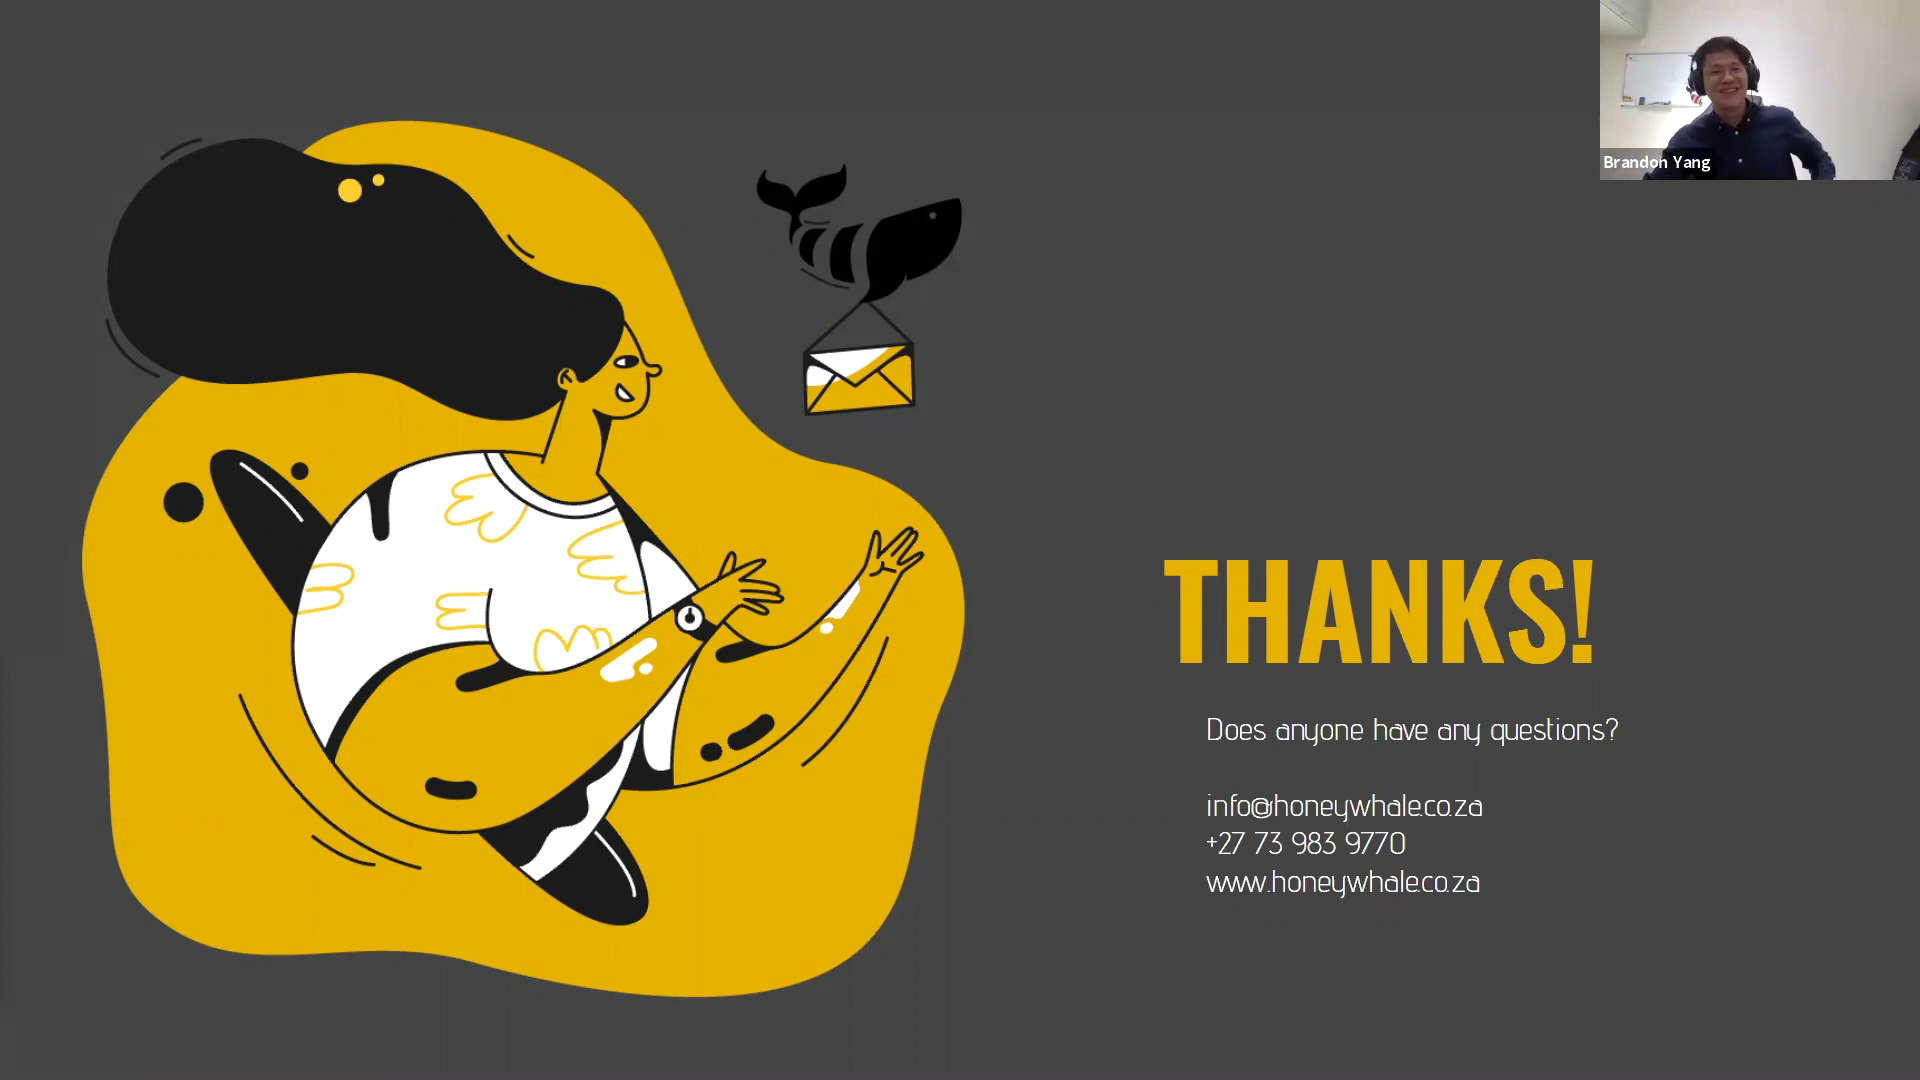 Brandon Yang
THANKS!
Does anyone have any questions?
info@honeywhale.co.za
+27 73 983 9770
www.honeywhale.co.za